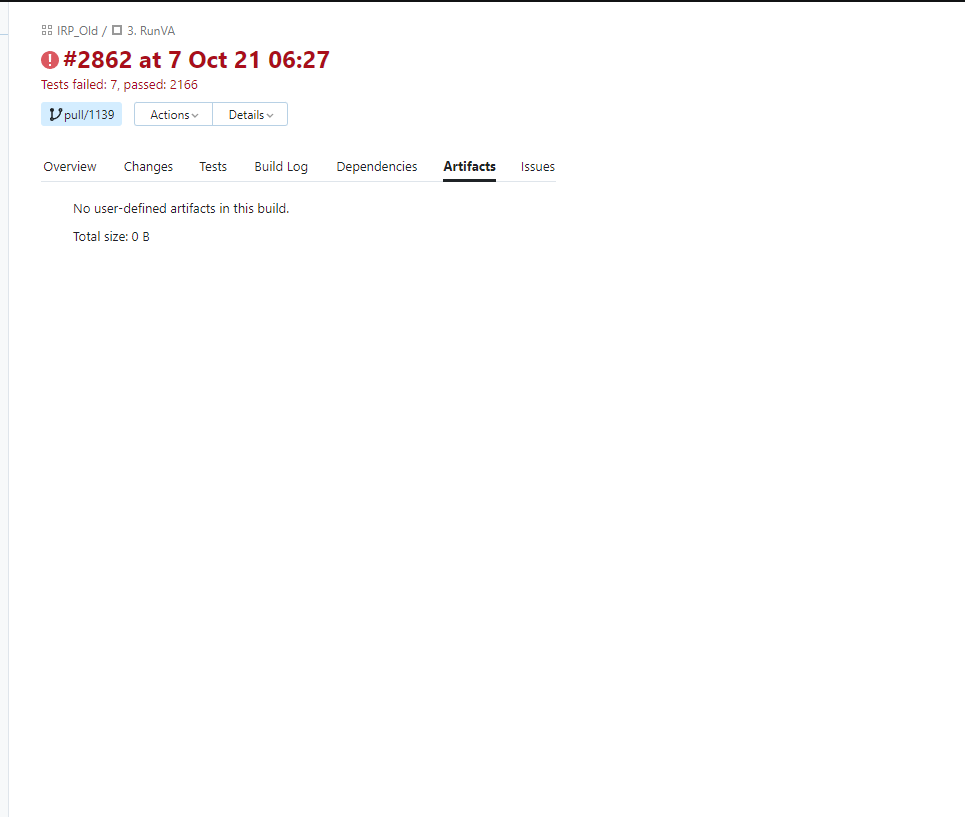 IRP_Old / 3. RunVA
#2862 at 7 Oct 21 06:27
Tests failed: 7, passed: 2166
pull/1139 Actions Details
Overview Changes Tests Build Log Dependencies Artifacts Issues
No user-defined artifacts in this build.
Total size: 0 B